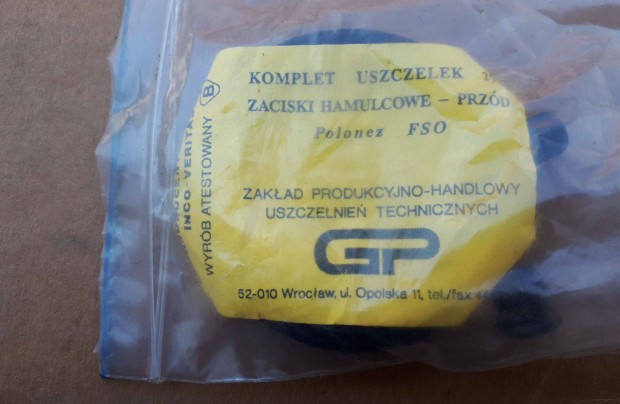 KOMPLET USZCZELEK
ZACISKI HAMULCOWE - PRZÓD
Polonez FSO
ZAKŁAD PRODUKCYJNO-HANDLOWY
USZCZELNIEŃ TECHNICZNYCH
GP
52-010 Wrocław, ul. Opolska 11, tel./fax
INCO-VERITAS
WYRÓB ATESTOWANY B